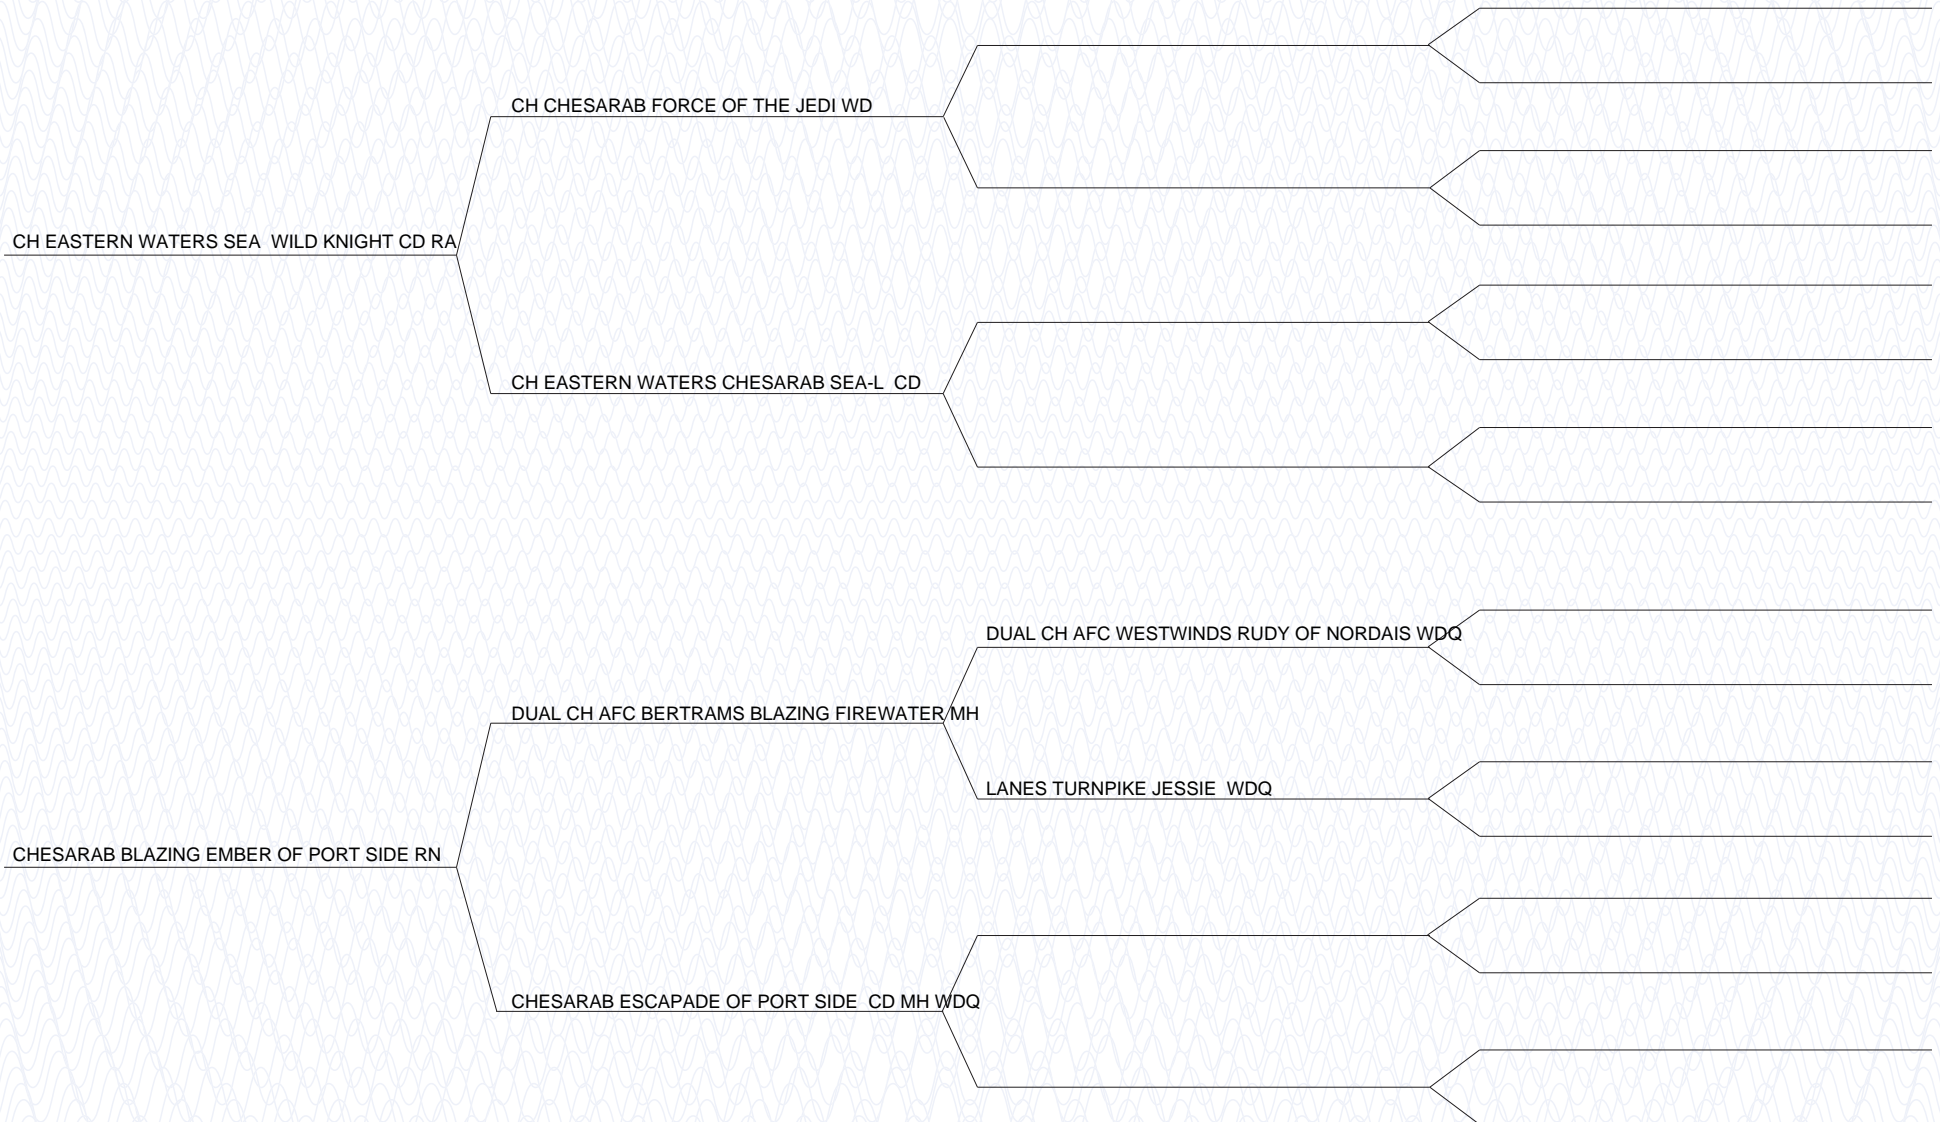 CH CHESARAB FORCE OF THE JEDI WD
CH EASTERN WATERS SEA  WILD KNIGHT CD RA
CH EASTERN WATERS CHESARAB SEA-L  CD
DUAL CH AFC WESTWINDS RUDY OF NORDAIS WDQ
DUAL CH AFC BERTRAMS BLAZING FIREWATER MH
LANES TURNPIKE JESSIE  WDQ
CHESARAB BLAZING EMBER OF PORT SIDE RN
CHESARAB ESCAPADE OF PORT SIDE  CD MH WDQ